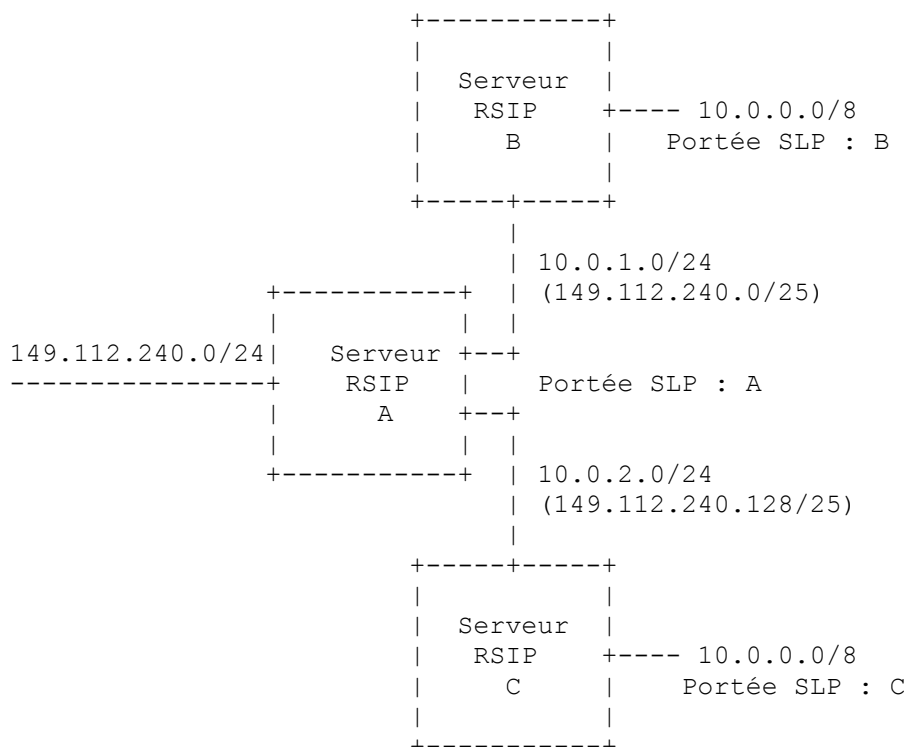 Serveur
RSIP
B
10.0.0.0/8
Portée SLP : B
10.0.1.0/24
(149.112.240.0/25)
149.112.240.0/24
Serveur
RSIP
A
Portée SLP : A
10.0.2.0/24
(149.112.240.128/25)
Serveur
RSIP
C
10.0.0.0/8
Portée SLP : C